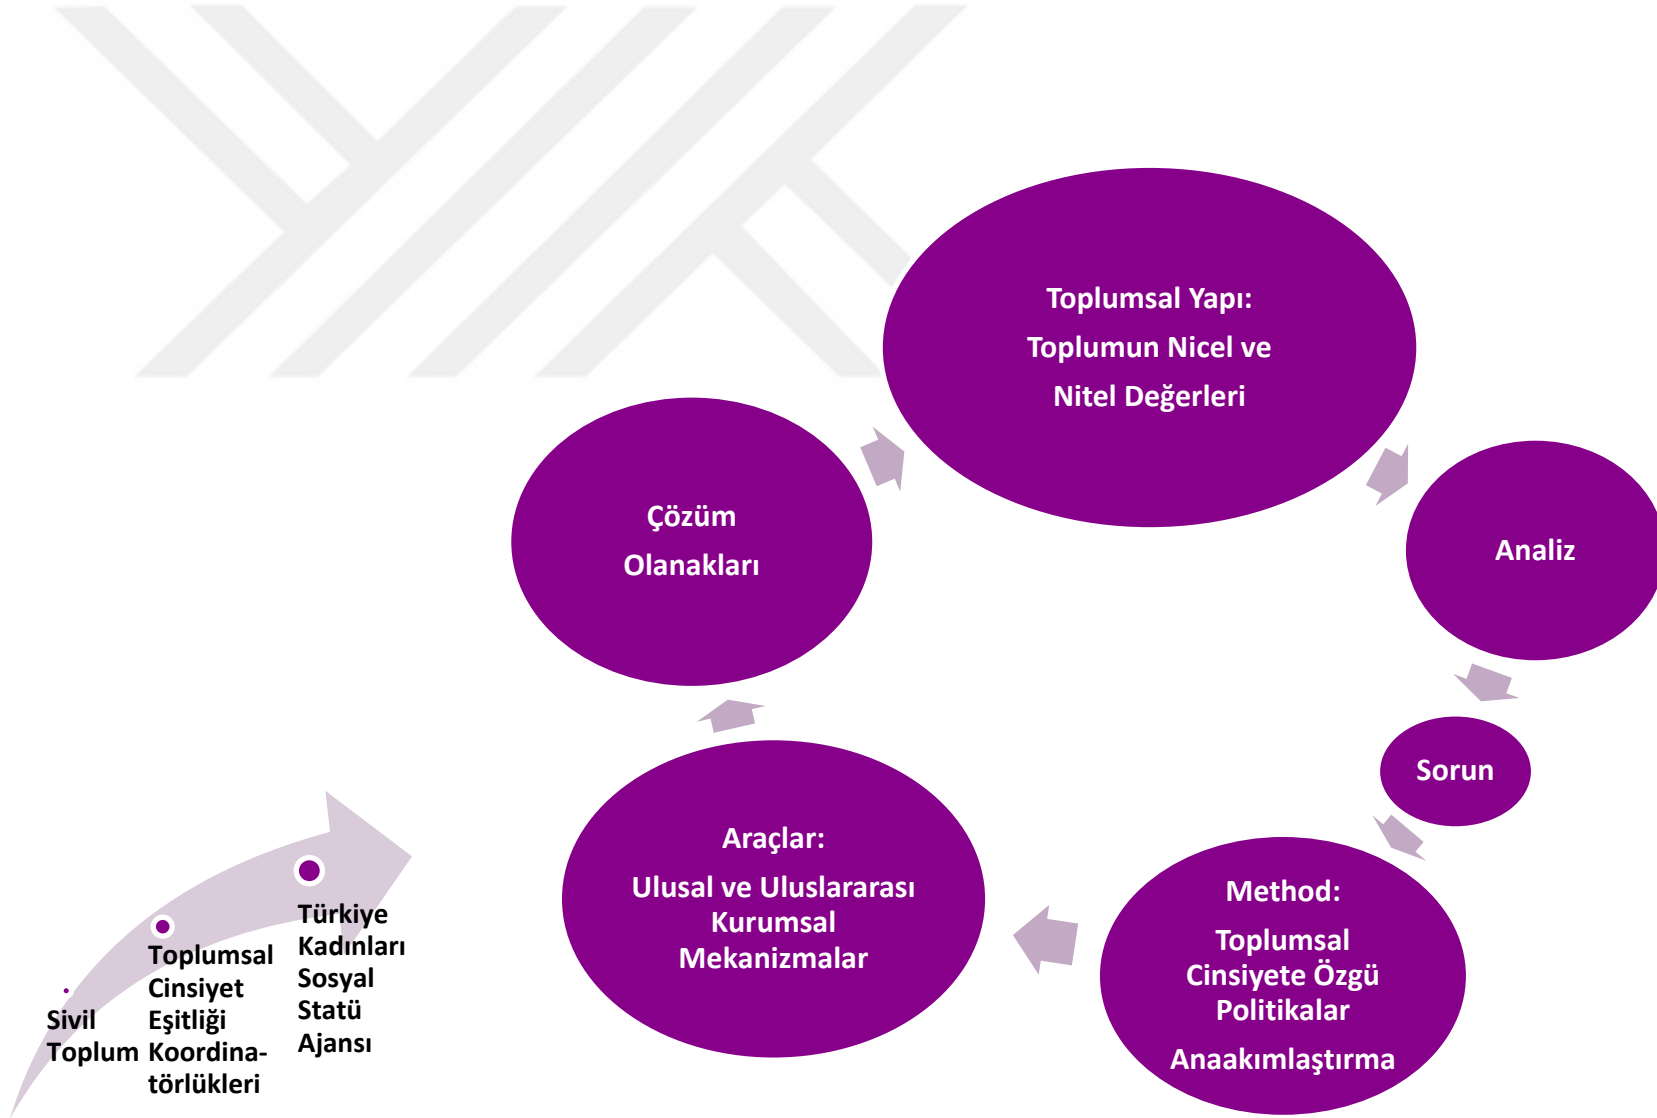 Toplumsal Yapı:
Toplumun Nicel ve
Nitel Değerleri
Analiz
Sorun
Method:
Toplumsal
Cinsiyete Özgü
Politikalar
Anaakımlaştırma
Araçlar:
Ulusal ve Uluslararası
Kurumsal
Mekanizmalar
Çözüm
Olanakları
Sivil
Toplum
Toplumsal
Cinsiyet
Eşitliği
Koordina-
törlükleri
Türkiye
Kadınları
Sosyal
Statü
Ajansı